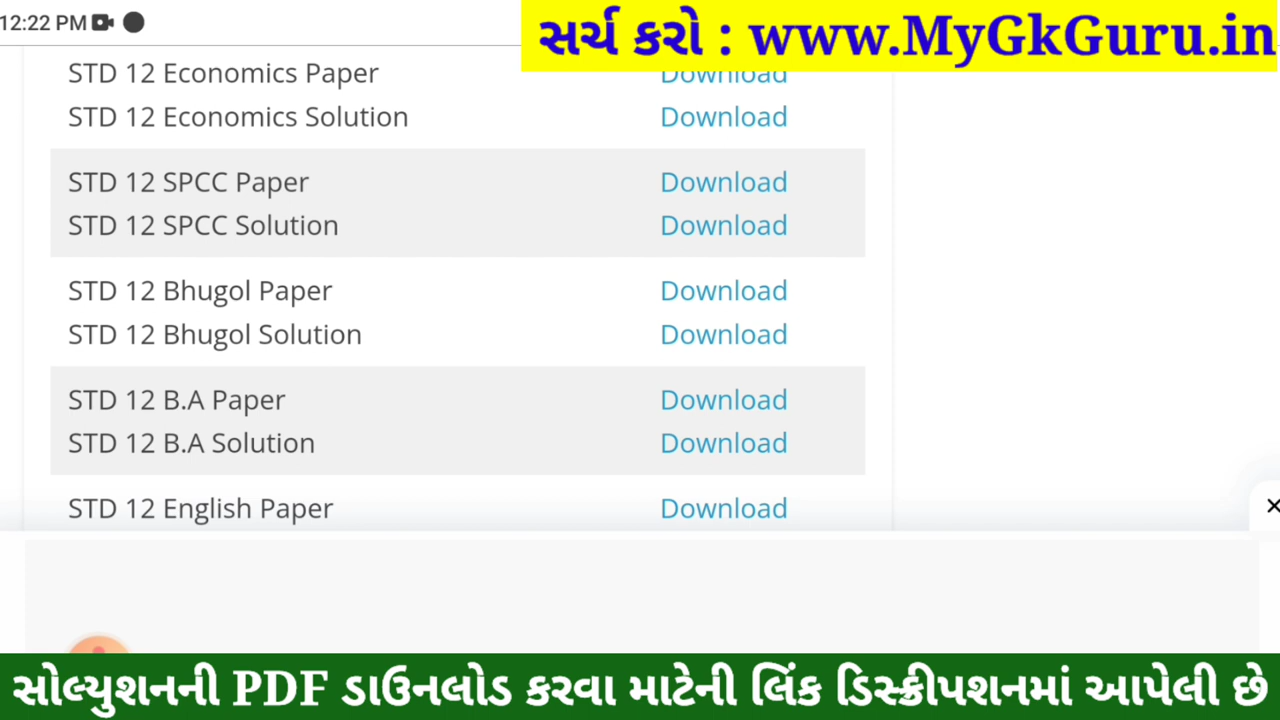 12:22 PM
સર્ચ કરો : www.MyGkGuru.in
STD 12 Economics Paper Download
STD 12 Economics Solution Download
STD 12 SPCC Paper Download
STD 12 SPCC Solution Download
STD 12 Bhugol Paper Download
STD 12 Bhugol Solution Download
STD 12 B.A Paper Download
STD 12 B.A Solution Download
STD 12 English Paper Download
સોલ્યુશનની PDF ડાઉનલોડ કરવા માટેની લિંક ડિસ્ક્રીપશનમાં આપેલી છે